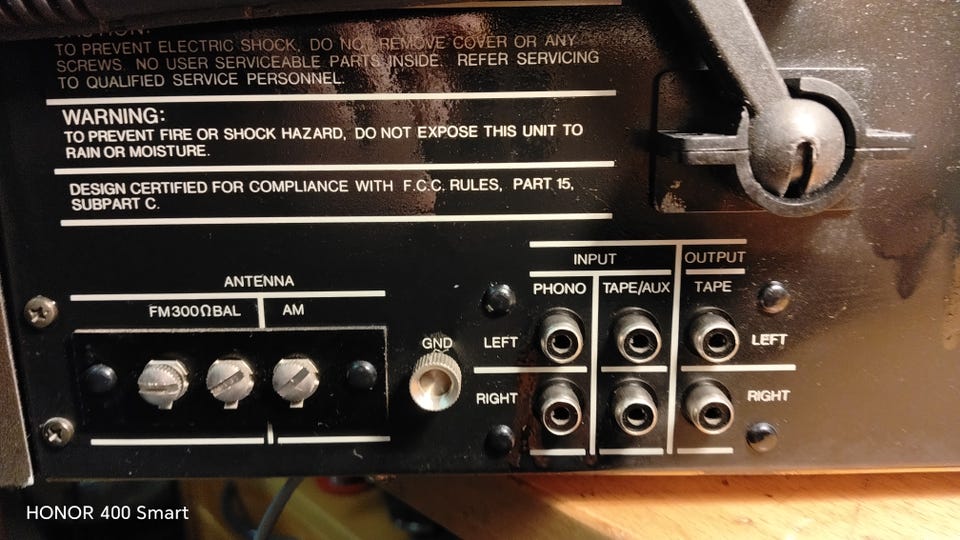 CAUTION:
TO PREVENT ELECTRIC SHOCK, DO NOT REMOVE COVER OR ANY
SCREWS. NO USER SERVICEABLE PARTS INSIDE. REFER SERVICING
TO QUALIFIED SERVICE PERSONNEL.
WARNING:
TO PREVENT FIRE OR SHOCK HAZARD, DO NOT EXPOSE THIS UNIT TO
RAIN OR MOISTURE.
DESIGN CERTIFIED FOR COMPLIANCE WITH F.C.C. RULES, PART 15,
SUBPART C.
ANTENNA
FM300ΩBAL
AM
GND
INPUT
OUTPUT
PHONO
TAPE/AUX
TAPE
LEFT
LEFT
RIGHT
RIGHT
HONOR 400 Smart